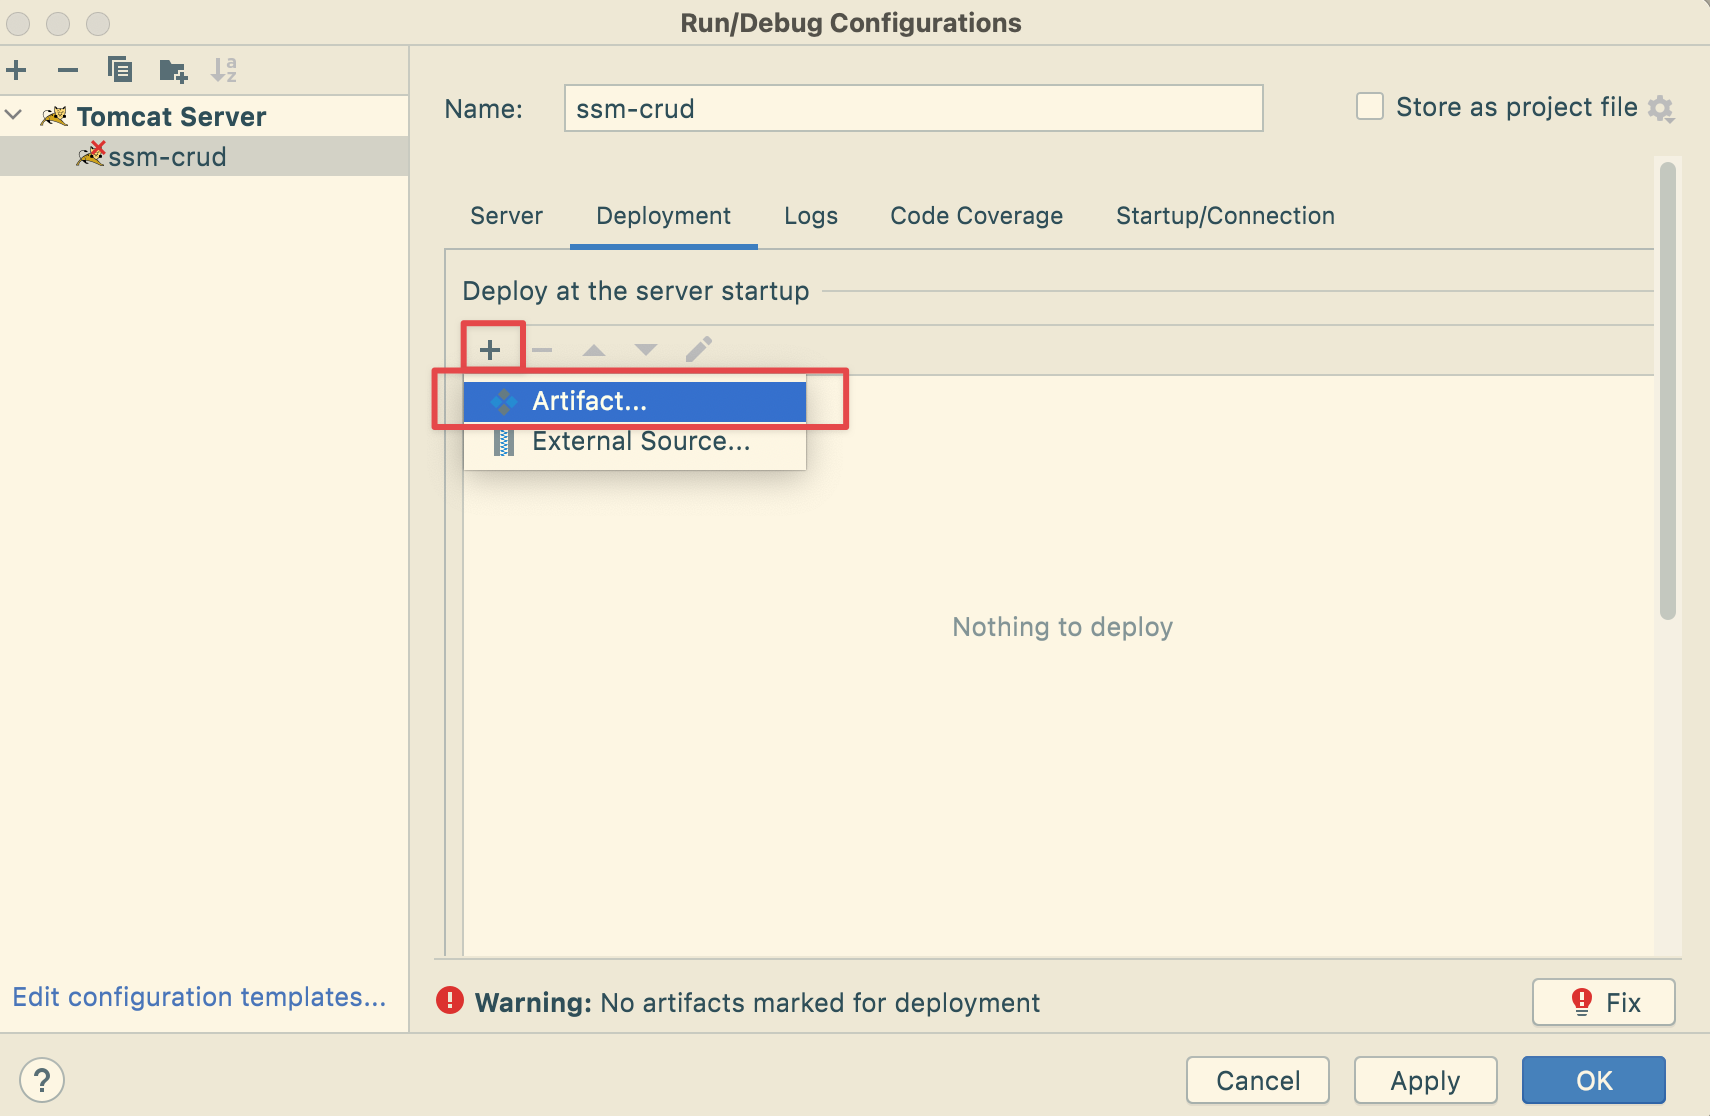 Run/Debug Configurations
Tomcat Server
ssm-crud
Edit configuration templates...
Name: ssm-crud
Store as project file
Server Deployment Logs Code Coverage Startup/Connection
Deploy at the server startup
Artifact...
External Source...
Nothing to deploy
Warning: No artifacts marked for deployment
Fix
? Cancel Apply OK